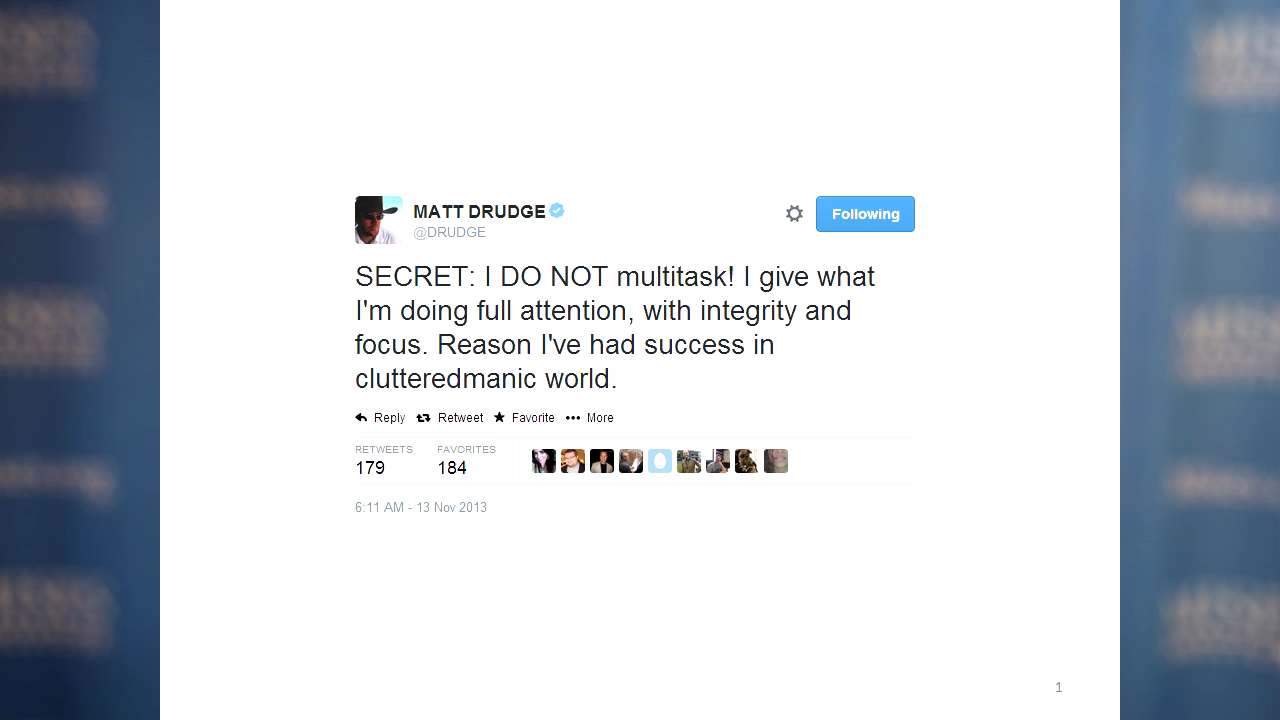 MATT DRUDGE
@DRUDGE
Following
SECRET: I DO NOT multitask! I give what
I'm doing full attention, with integrity and
focus. Reason I've had success in
clutteredmanic world.
Reply Retweet Favorite More
RETWEETS FAVORITES
179 184
6:11 AM - 13 Nov 2013
1